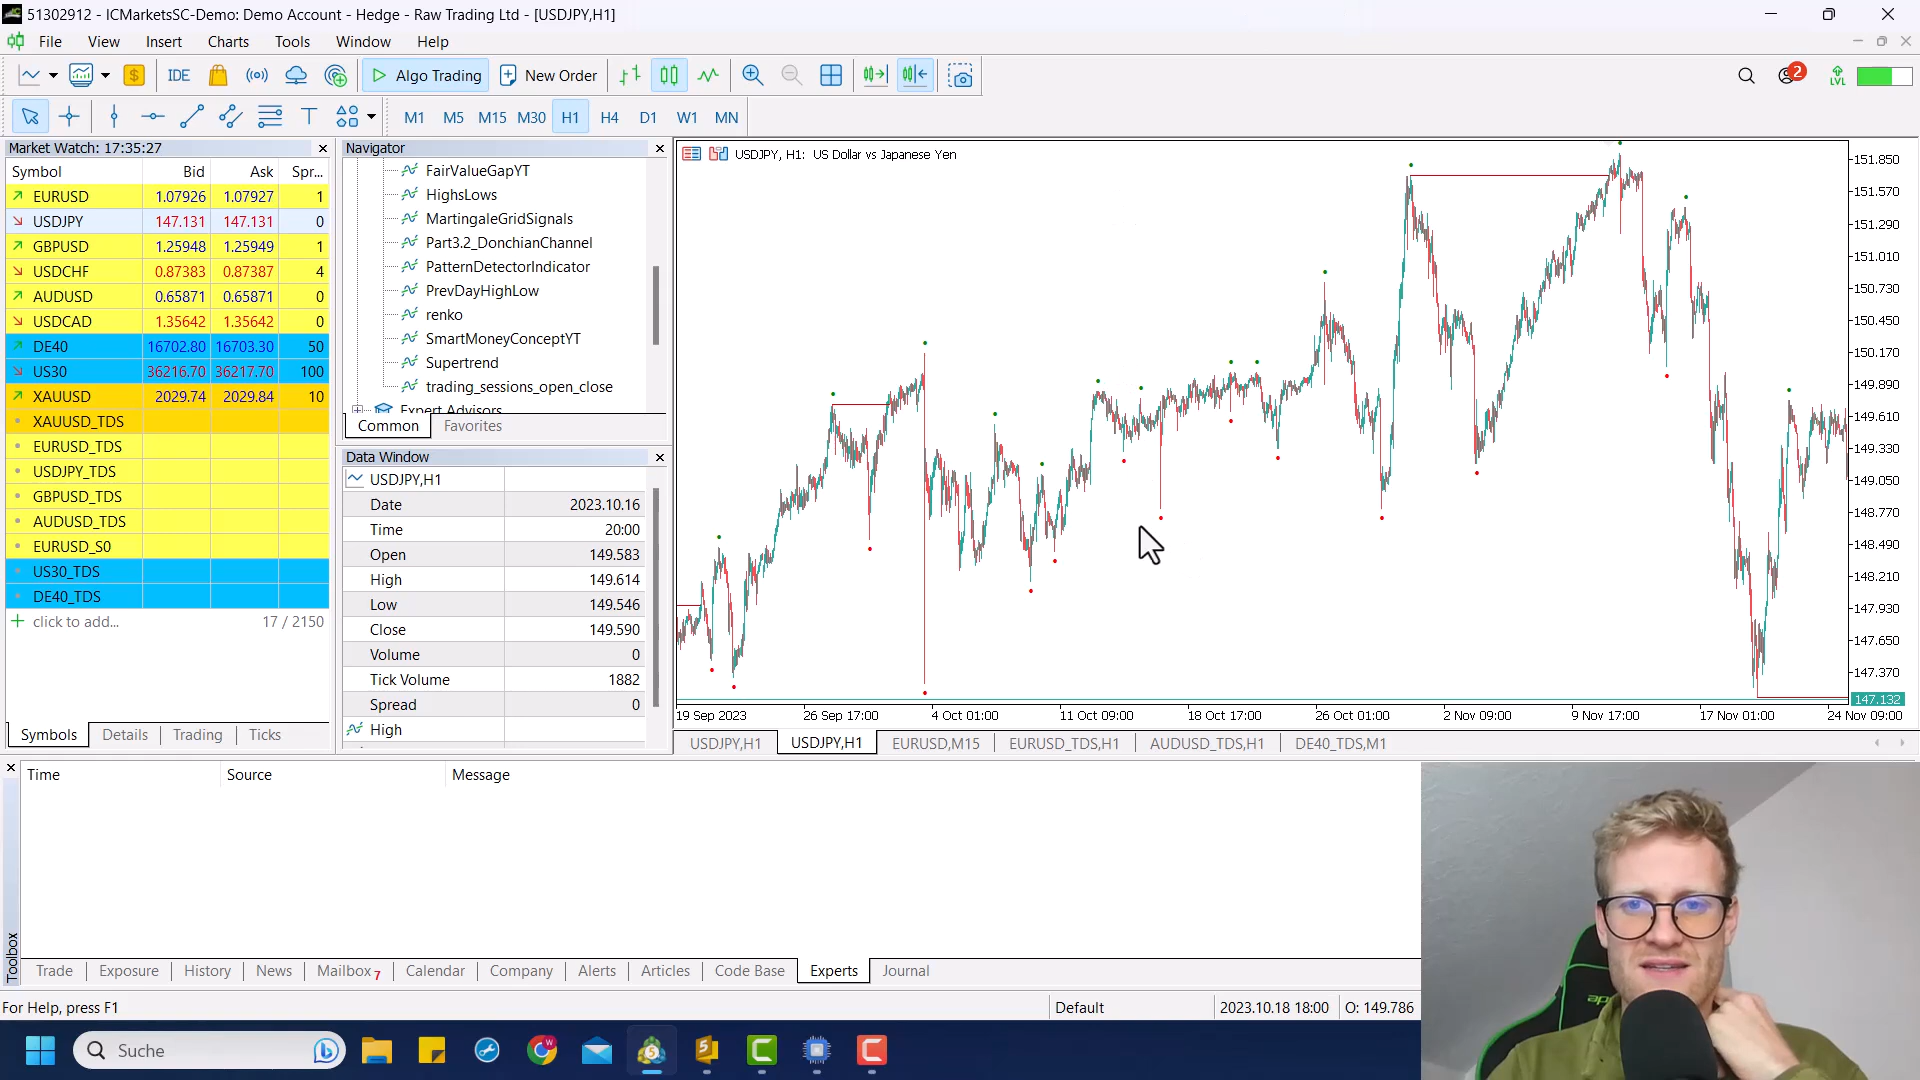 51302912 - ICMarketsSC-Demo: Demo Account - Hedge - Raw Trading Ltd - [USDJPY,H1]
File View Insert Charts Tools Window Help
IDE Algo Trading New Order 2 LVL
M1 M5 M15 M30 H1 H4 D1 W1 MN
Market Watch: 17:35:27
Symbol Bid Ask Spr...
EURUSD 1.07926 1.07927 1
USDJPY 147.131 147.131 0
GBPUSD 1.25948 1.25949 1
USDCHF 0.87383 0.87387 4
AUDUSD 0.65871 0.65871 0
USDCAD 1.35642 1.35642 0
DE40 16702.80 16703.30 50
US30 36216.70 36217.70 100
XAUUSD 2029.74 2029.84 10
XAUUSD_TDS
EURUSD_TDS
USDJPY_TDS
GBPUSD_TDS
AUDUSD_TDS
EURUSD_S0
US30_TDS
DE40_TDS
click to add... 17 / 2150
Symbols Details Trading Ticks
Navigator
FairValueGapYT
HighsLows
MartingaleGridSignals
Part3.2_DonchianChannel
PatternDetectorIndicator
PrevDayHighLow
renko
SmartMoneyConceptYT
Supertrend
trading_sessions_open_close
Expert Advisors
Common Favorites
Data Window
USDJPY,H1
Date 2023.10.16
Time 20:00
Open 149.583
High 149.614
Low 149.546
Close 149.590
Volume 0
Tick Volume 1882
Spread 0
High
USDJPY, H1: US Dollar vs Japanese Yen
151.850
151.570
151.290
151.010
150.730
150.450
150.170
149.890
149.610
149.330
149.050
148.770
148.490
148.210
147.930
147.650
147.370
147.132
19 Sep 2023 26 Sep 17:00 4 Oct 01:00 11 Oct 09:00 18 Oct 17:00 26 Oct 01:00 2 Nov 09:00 9 Nov 17:00 17 Nov 01:00 24 Nov 09:00
USDJPY,H1 USDJPY,H1 EURUSD,M15 EURUSD_TDS,H1 AUDUSD_TDS,H1 DE40_TDS,M1
Time Source Message
Toolbox
Trade Exposure History News Mailbox 7 Calendar Company Alerts Articles Code Base Experts Journal
For Help, press F1 Default 2023.10.18 18:00 O: 149.786
Suche